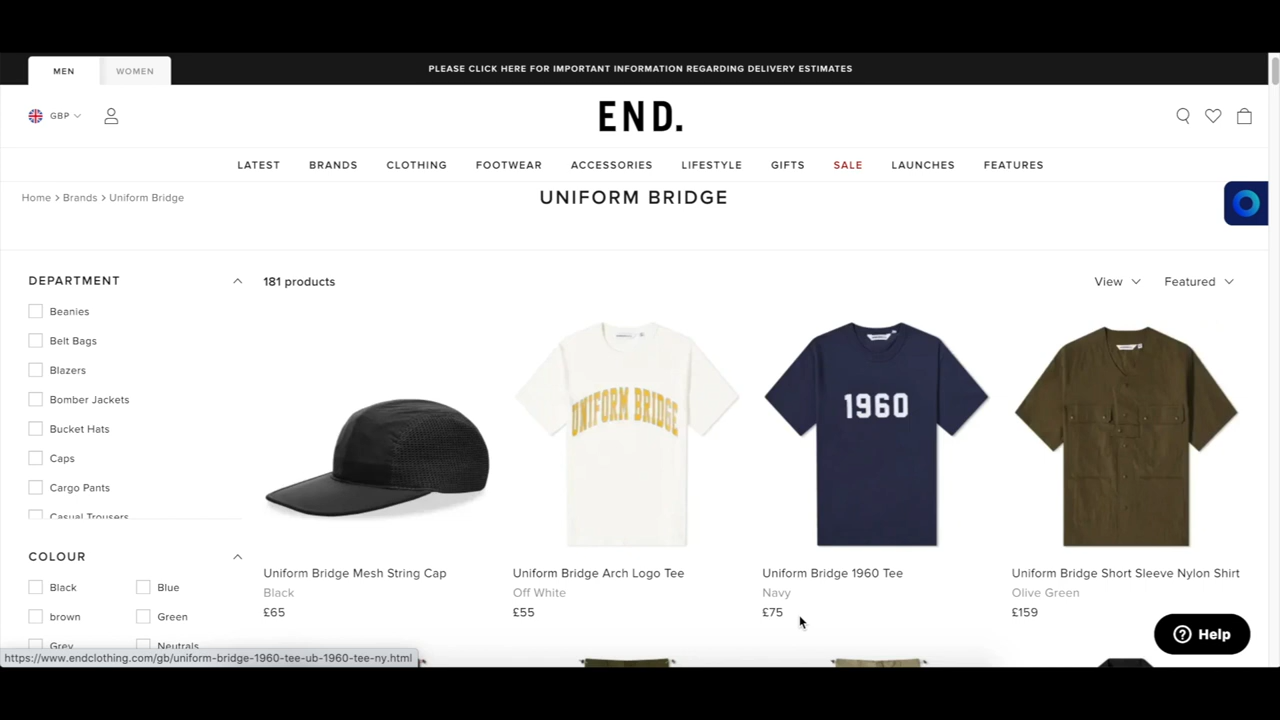 MEN
WOMEN
PLEASE CLICK HERE FOR IMPORTANT INFORMATION REGARDING DELIVERY ESTIMATES
GBP
END.
LATEST BRANDS CLOTHING FOOTWEAR ACCESSORIES LIFESTYLE GIFTS SALE LAUNCHES FEATURES
Home > Brands > Uniform Bridge
UNIFORM BRIDGE
DEPARTMENT
Beanies
Belt Bags
Blazers
Bomber Jackets
Bucket Hats
Caps
Cargo Pants
Casual Trousers
COLOUR
Black
Blue
brown
Green
Grey
Neutrals
181 products
View
Featured
UNIFORM BRIDGE
1960
Uniform Bridge Mesh String Cap
Black
£65
Uniform Bridge Arch Logo Tee
Off White
£55
Uniform Bridge 1960 Tee
Navy
£75
Uniform Bridge Short Sleeve Nylon Shirt
Olive Green
£159
Help
https://www.endclothing.com/gb/uniform-bridge-1960-tee-ub-1960-tee-ny.html